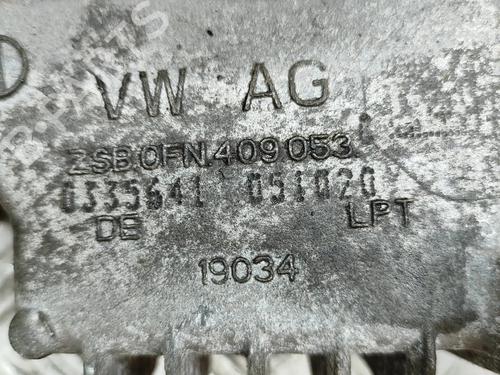 VW AG
ZSB 0FN 409 053
0335641 051020
DE LPT
19034